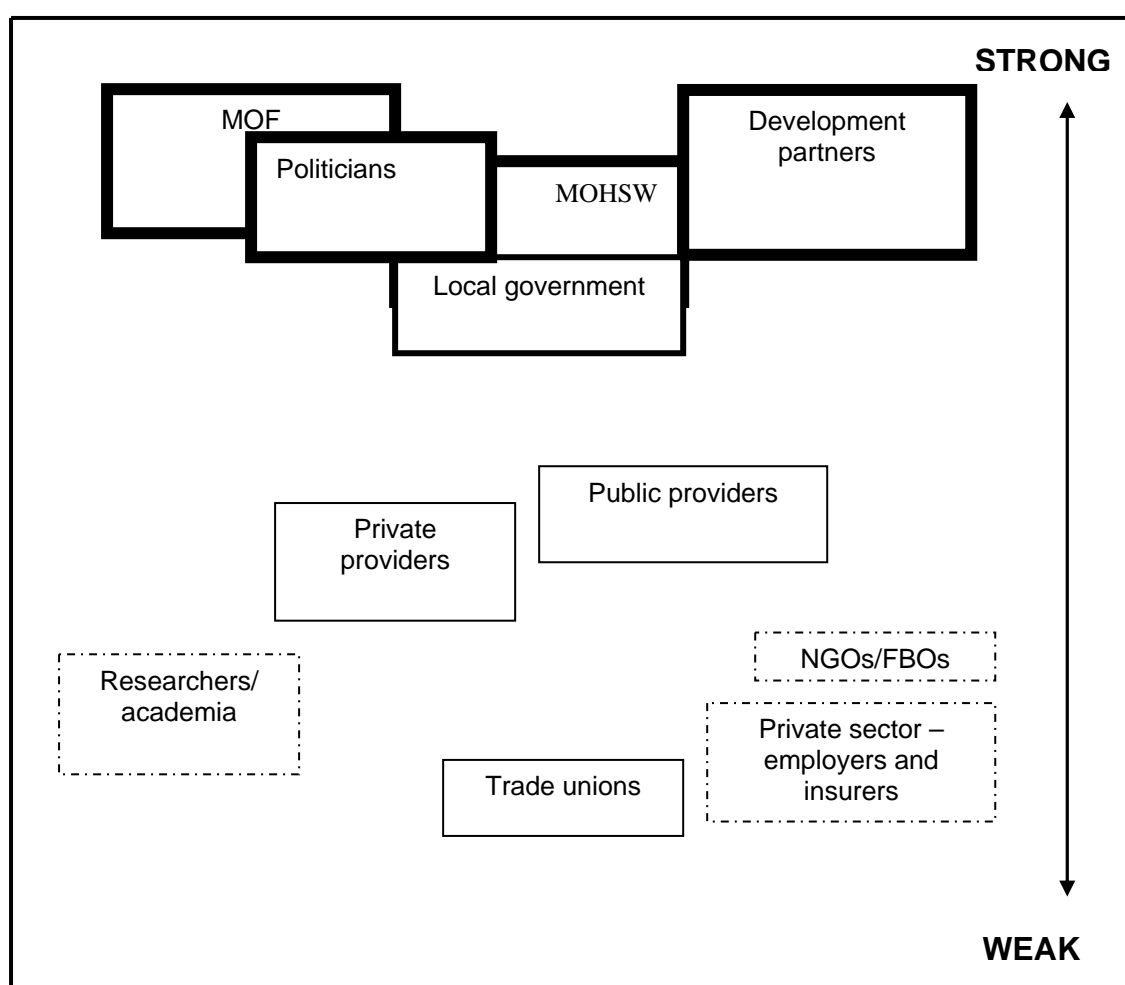 STRONG
MOF
Politicians
MOHSW
Development
partners
Local government
Public providers
Private
providers
NGOs/FBOs
Researchers/
academia
Private sector –
employers and
insurers
Trade unions
WEAK